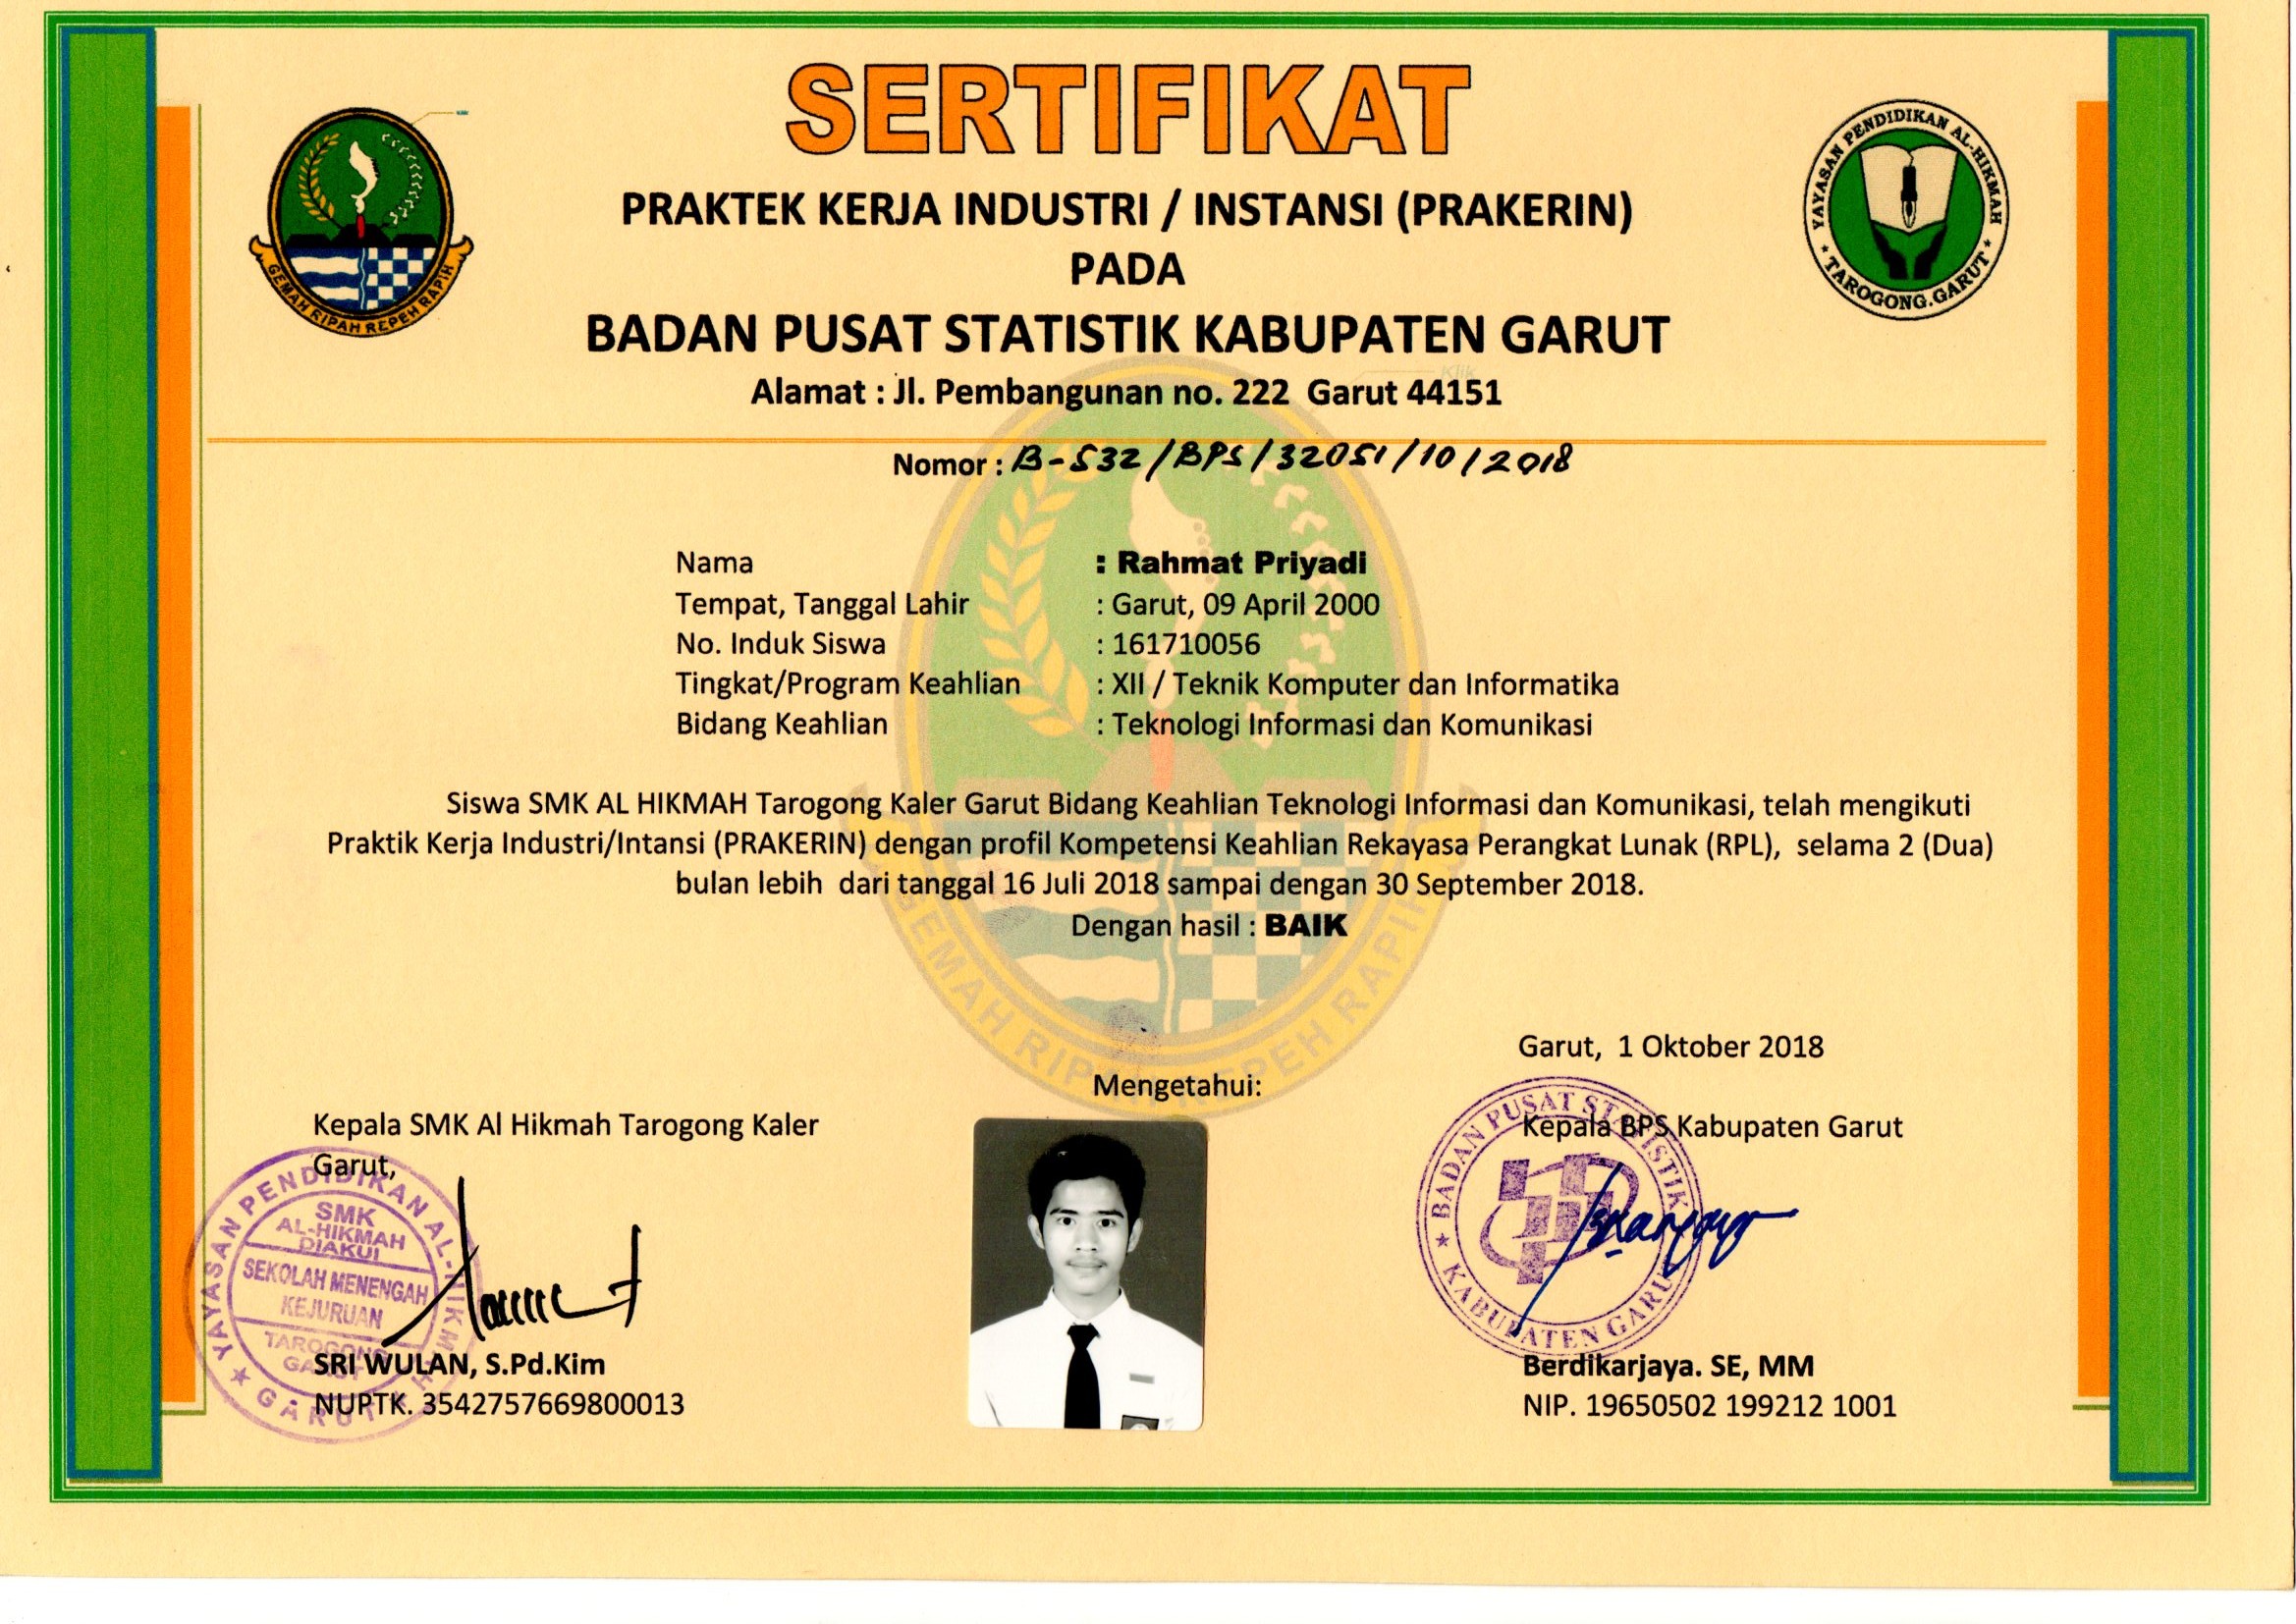 SERTIFIKAT
PRAKTEK KERJA INDUSTRI / INSTANSI (PRAKERIN)
PADA
BADAN PUSAT STATISTIK KABUPATEN GARUT
Alamat : Jl. Pembangunan no. 222 Garut 44151
GEMAH RIPAH REPEH RAPIH
YAYASAN PENDIDIKAN AL-HIKMAH
* TAROGONG.GARUT *
Klik
Nomor : B-532/BPS/32051/10/2018
Nama : Rahmat Priyadi
Tempat, Tanggal Lahir : Garut, 09 April 2000
No. Induk Siswa : 161710056
Tingkat/Program Keahlian : XII / Teknik Komputer dan Informatika
Bidang Keahlian : Teknologi Informasi dan Komunikasi
Siswa SMK AL HIKMAH Tarogong Kaler Garut Bidang Keahlian Teknologi Informasi dan Komunikasi, telah mengikuti
Praktik Kerja Industri/Intansi (PRAKERIN) dengan profil Kompetensi Keahlian Rekayasa Perangkat Lunak (RPL), selama 2 (Dua)
bulan lebih dari tanggal 16 Juli 2018 sampai dengan 30 September 2018.
Dengan hasil : BAIK
GEMAH RIPAH REPEH RAPIH
Garut, 1 Oktober 2018
Mengetahui:
Kepala SMK Al Hikmah Tarogong Kaler
Garut,
Kepala BPS Kabupaten Garut
YAYASAN PENDIDIKAN AL-HIKMAH
SMK
AL-HIKMAH
DIAKUI
SEKOLAH MENENGAH
KEJURUAN
TAROGONG
GARUT
GARUT
BADAN PUSAT STATISTIK
KABUPATEN GARUT
SRI WULAN, S.Pd.Kim
NUPTK. 3542757669800013
Berdikarjaya. SE, MM
NIP. 19650502 199212 1001